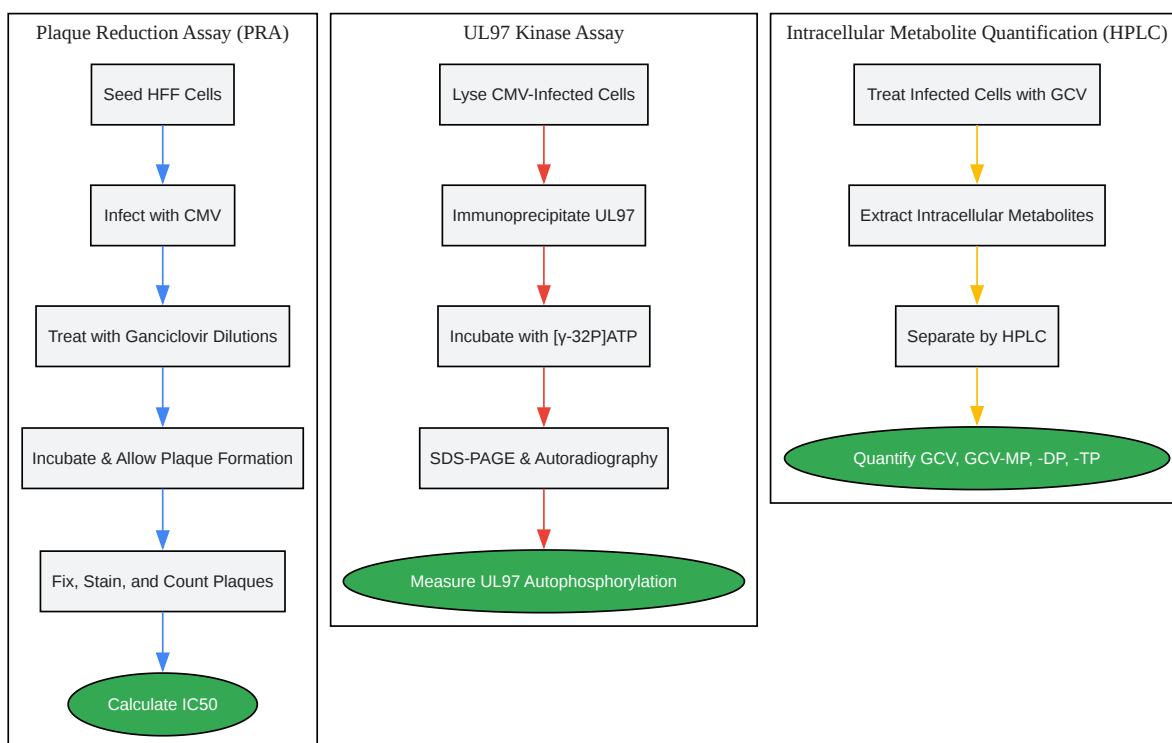 Plaque Reduction Assay (PRA)
Seed HFF Cells
Infect with CMV
Treat with Ganciclovir Dilutions
Incubate & Allow Plaque Formation
Fix, Stain, and Count Plaques
Calculate IC50
UL97 Kinase Assay
Lyse CMV-Infected Cells
Immunoprecipitate UL97
Incubate with [γ-32P]ATP
SDS-PAGE & Autoradiography
Measure UL97 Autophosphorylation
Intracellular Metabolite Quantification (HPLC)
Treat Infected Cells with GCV
Extract Intracellular Metabolites
Separate by HPLC
Quantify GCV, GCV-MP, -DP, -TP